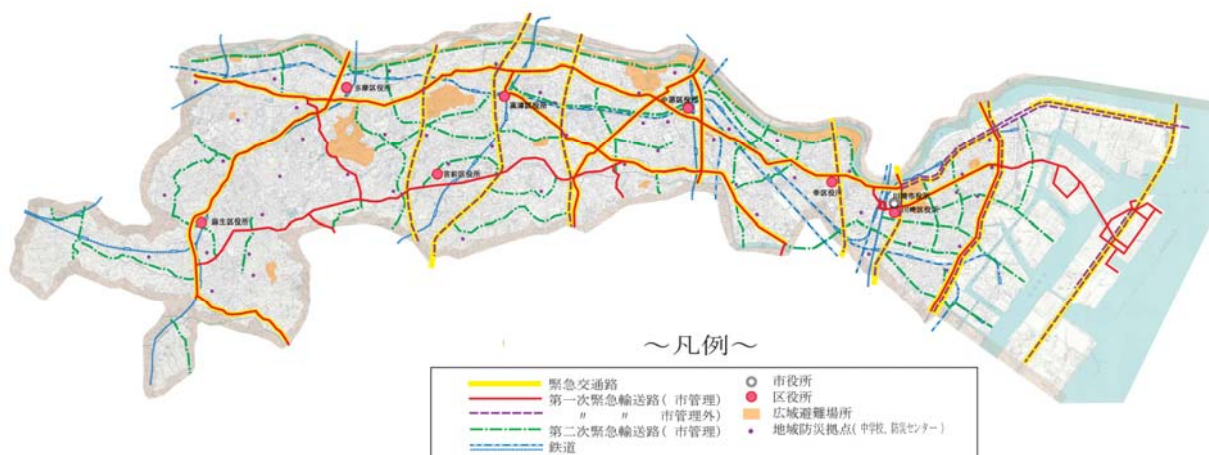 多摩区役所
高津区役所
中原区役所
宮前区役所
麻生区役所
幸区役所
川崎市役所
川崎区役所
～凡例～
緊急交通路
第一次緊急輸送路( 市管理)
〃 〃 市管理外)
第二次緊急輸送路( 市管理)
鉄道
市役所
区役所
広域避難場所
地域防災拠点( 中学校, 防災センター )